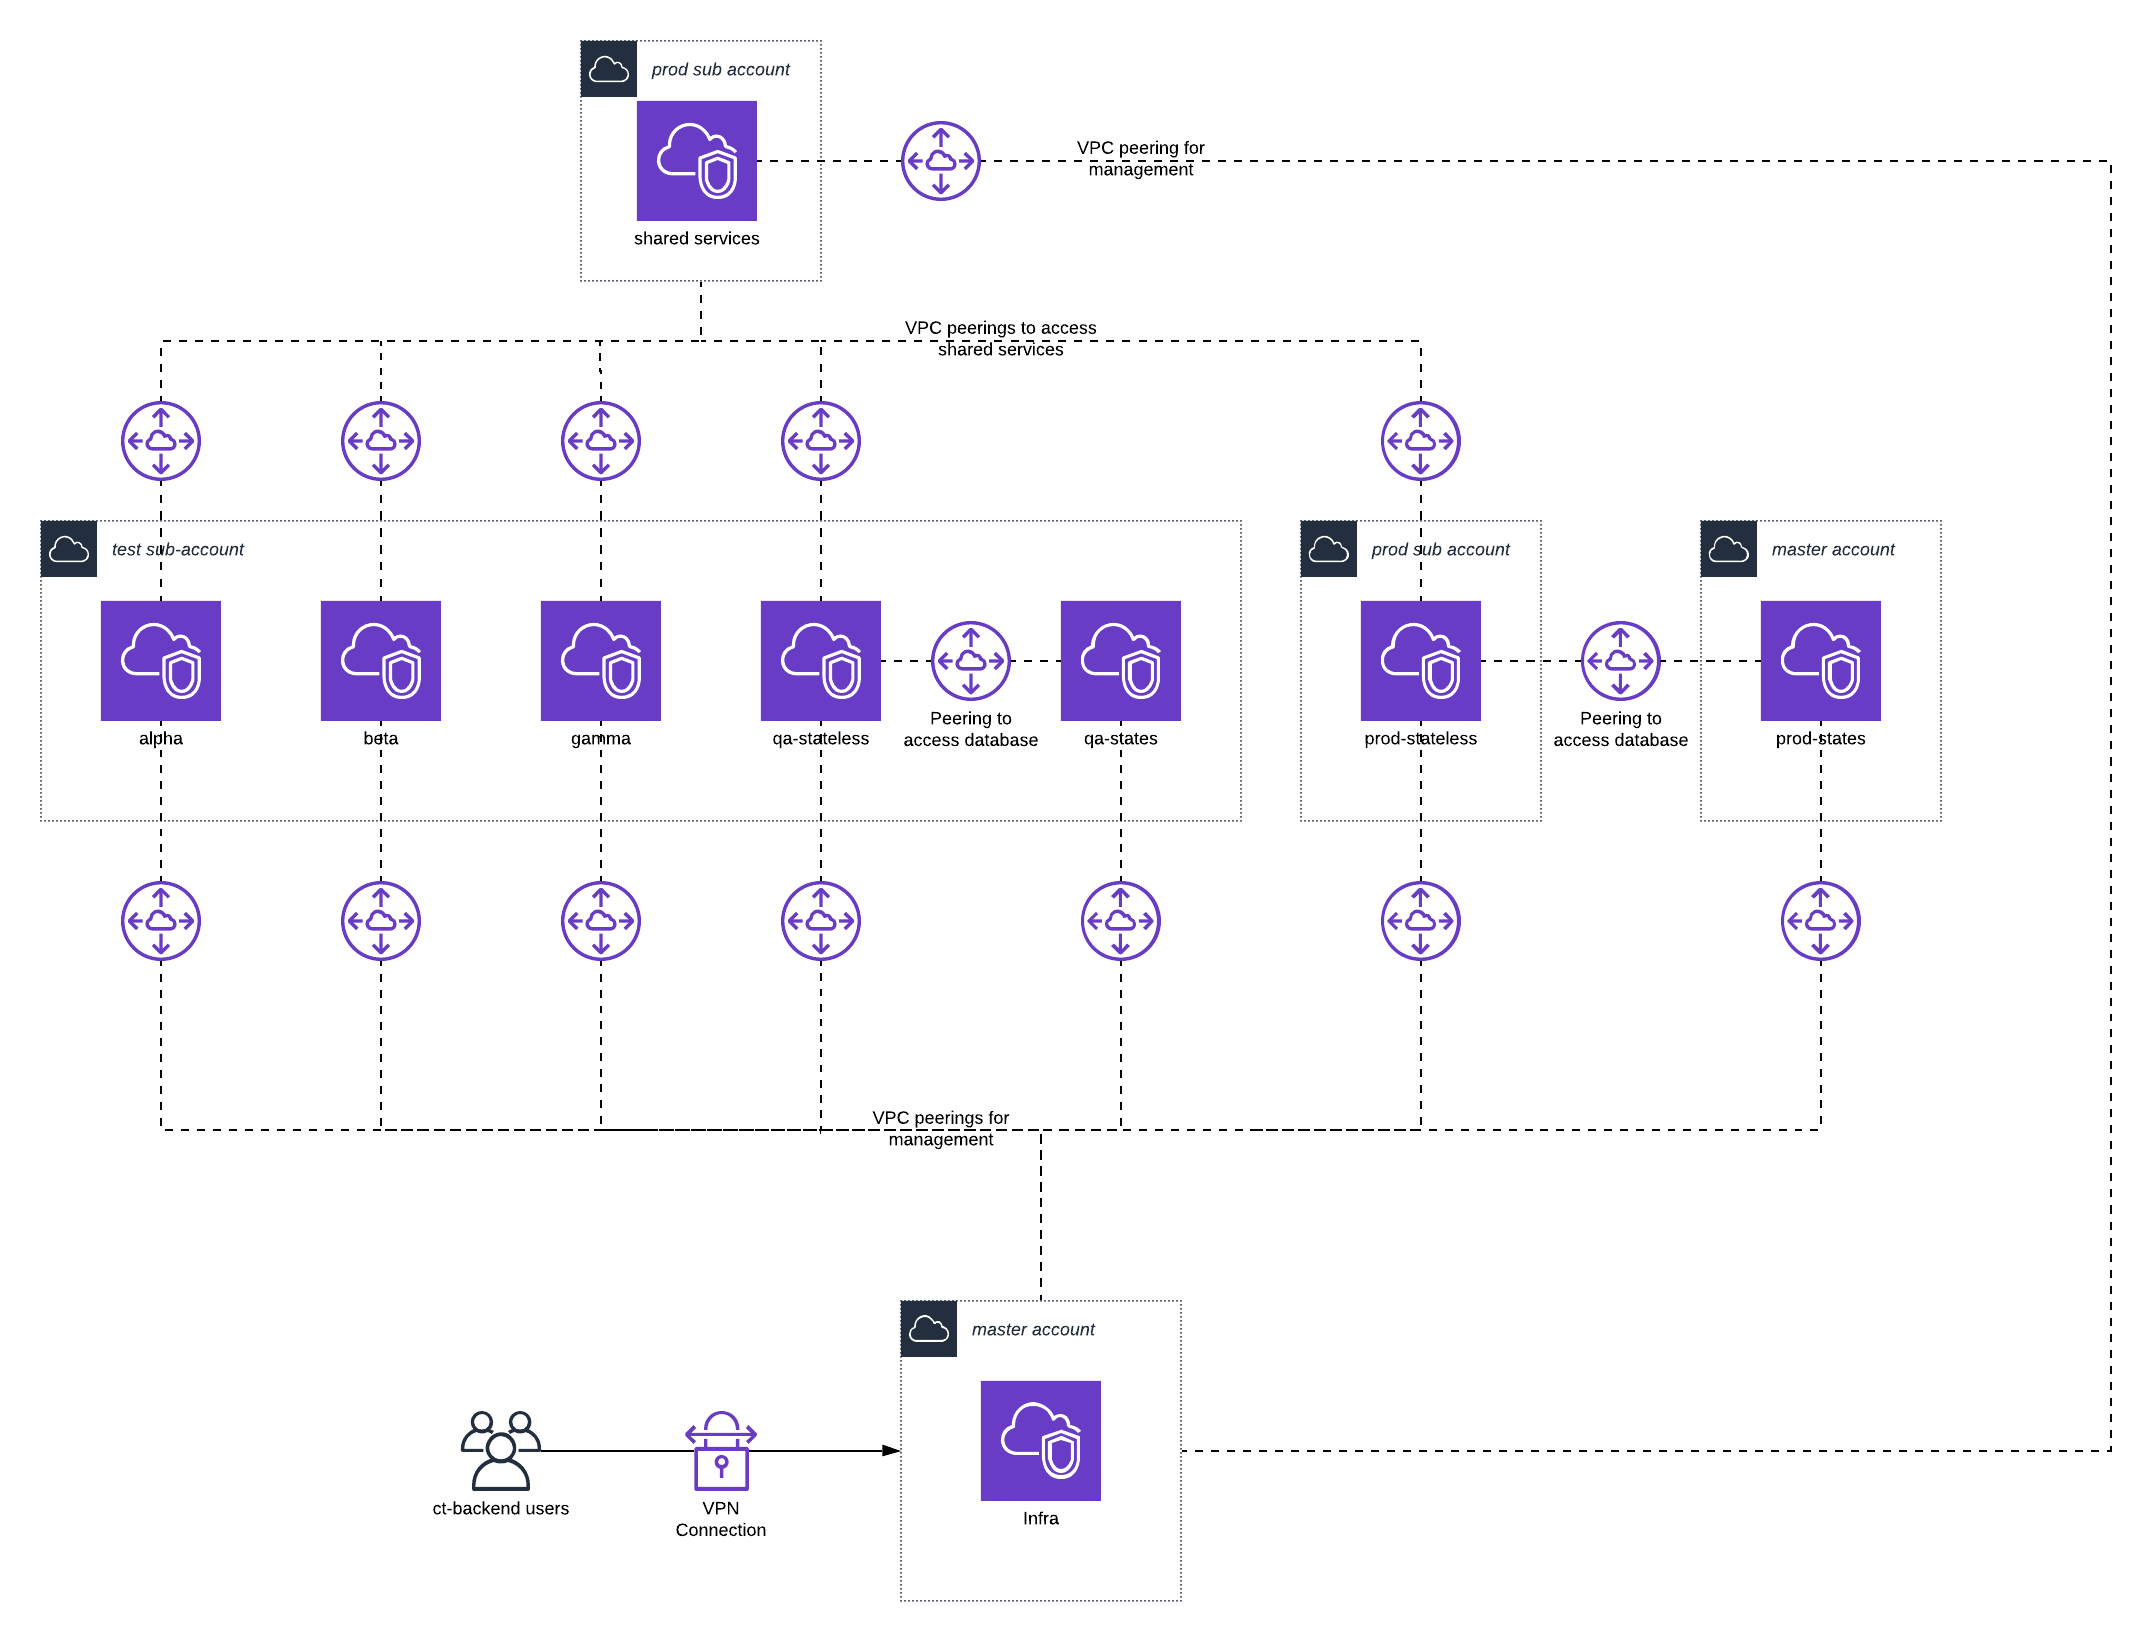 prod sub account
VPC peering for
management
shared services
VPC peerings to access
shared services
test sub-account
prod sub account
master account
alpha
beta
gamma
qa-stateless
Peering to
access database
qa-states
prod-stateless
Peering to
access database
prod-states
VPC peerings for
management
master account
ct-backend users
VPN
Connection
Infra